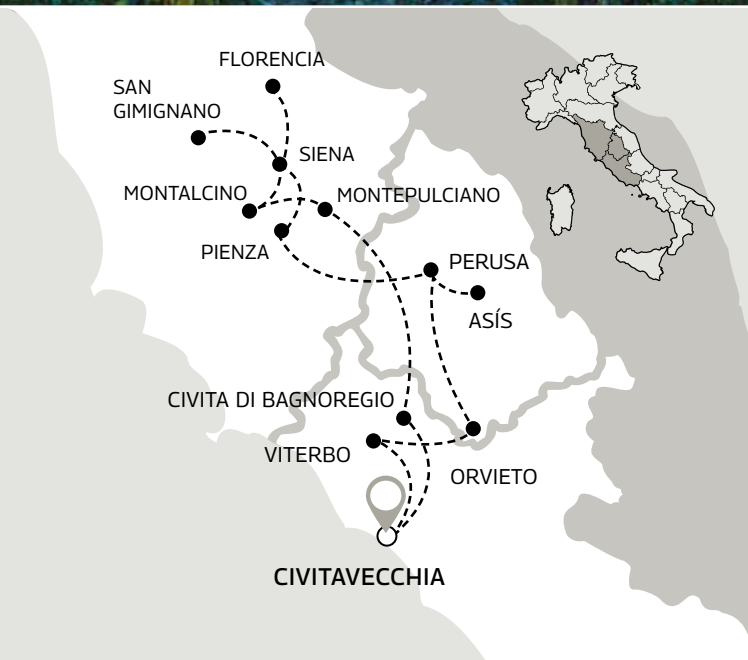 FLORENCIA
SAN
GIMIGNANO
SIENA
MONTALCINO
MONTEPULCIANO
PIENZA
PERUSA
ASÍS
CIVITA DI BAGNOREGIO
VITERBO
ORVIETO
CIVITAVECCHIA